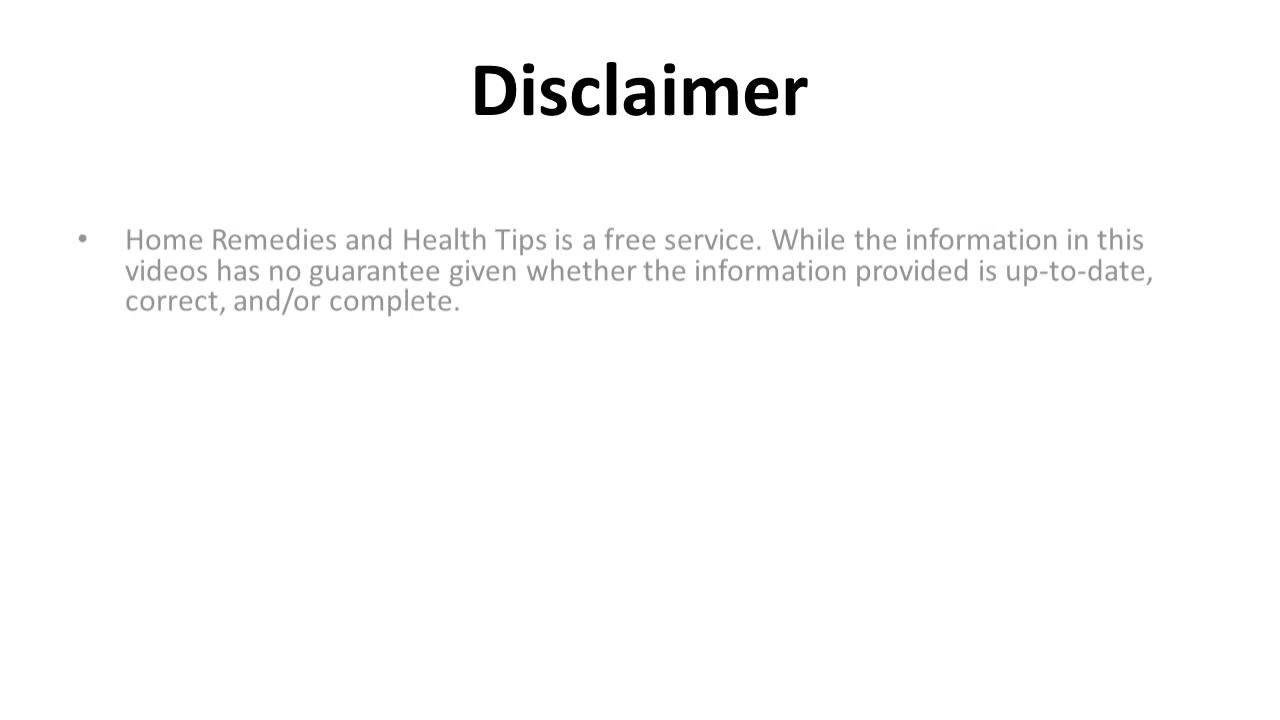 Disclaimer
• Home Remedies and Health Tips is a free service. While the information in this
videos has no guarantee given whether the information provided is up-to-date,
correct, and/or complete.